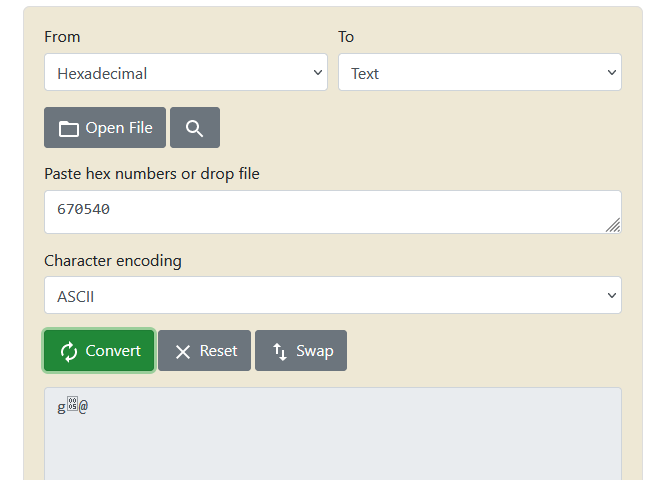 From To
Hexadecimal Text
Open File
Paste hex numbers or drop file
670540
Character encoding
ASCII
Convert Reset Swap
g@